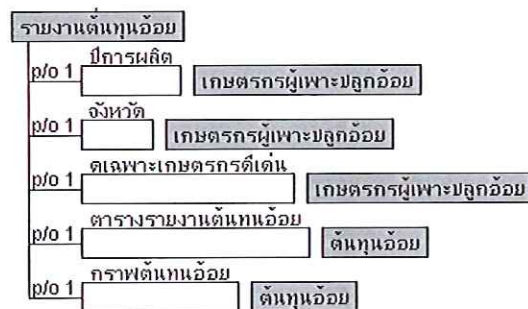 รายงานต้นทุนอ้อย
ปีการผลิต
p/o 1 เกษตรกรผู้เพาะปลูกอ้อย
จังหวัด
p/o 1 เกษตรกรผู้เพาะปลูกอ้อย
ดูเฉพาะเกษตรกรดีเด่น
p/o 1 เกษตรกรผู้เพาะปลูกอ้อย
ตารางรายงานต้นทุนอ้อย
p/o 1 ต้นทุนอ้อย
กราฟต้นทุนอ้อย
p/o 1 ต้นทุนอ้อย